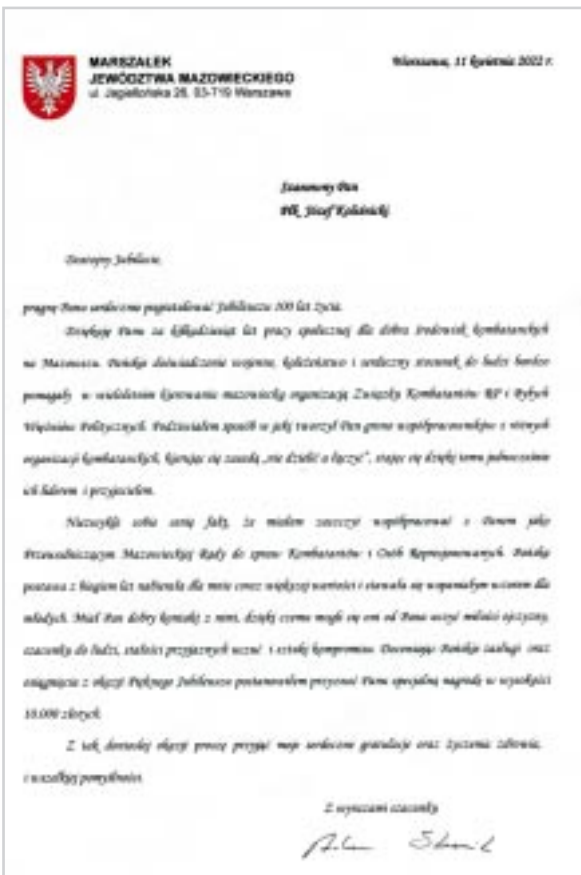 MARSZAŁEK
JEWÓDZTWA MAZOWIECKIEGO
ul. Jagiellońska 26, 03-719 Warszawa
Warszawa, 11 kwietnia 2022 r.
Szanowny Pan
Płk Józef Koleśnicki
Dostojny Jubilacie,
pragnę Panu serdecznie pogratulować Jubileuszu 100 lat życia.
Dziękuję Panu za kilkadziesiąt lat pracy społecznej dla dobra środowisk kombatanckich
na Mazowszu. Pańskie doświadczenie wojenne, koleżeństwo i serdeczny stosunek do ludzi bardzo
pomagały w wieloletnim kierowaniu mazowiecką organizacją Związku Kombatantów RP i Byłych
Więźniów Politycznych. Podziwiałem sposób w jaki tworzył Pan grono współpracowników z różnych
organizacji kombatanckich, kierując się zasadą „nie dzielić a łączyć”, stając się dzięki temu jednocześnie
ich liderem i przyjacielem.
Niezwykle sobie cenię fakt, że miałem zaszczyt współpracować z Panem jako
Przewodniczącym Mazowieckiej Rady do spraw Kombatantów i Osób Represjonowanych. Pańska
postawa z biegiem lat nabierała dla mnie coraz większej wartości i stawała się wspaniałym wzorem dla
młodych. Miał Pan dobry kontakt z nimi, dzięki czemu mogli się oni od Pana uczyć miłości ojczyzny,
szacunku do ludzi, stałości przyjaznych uczuć i sztuki kompromisu. Doceniając Pańskie zasługi oraz
osiągnięcia z okazji Pięknego Jubileuszu postanowiłem przyznać Panu specjalną nagrodę w wysokości
10.000 złotych.
Z tak doniosłej okazji proszę przyjąć moje serdeczne gratulacje oraz życzenia zdrowia,
i wszelkiej pomyślności.
Z wyrazami szacunku